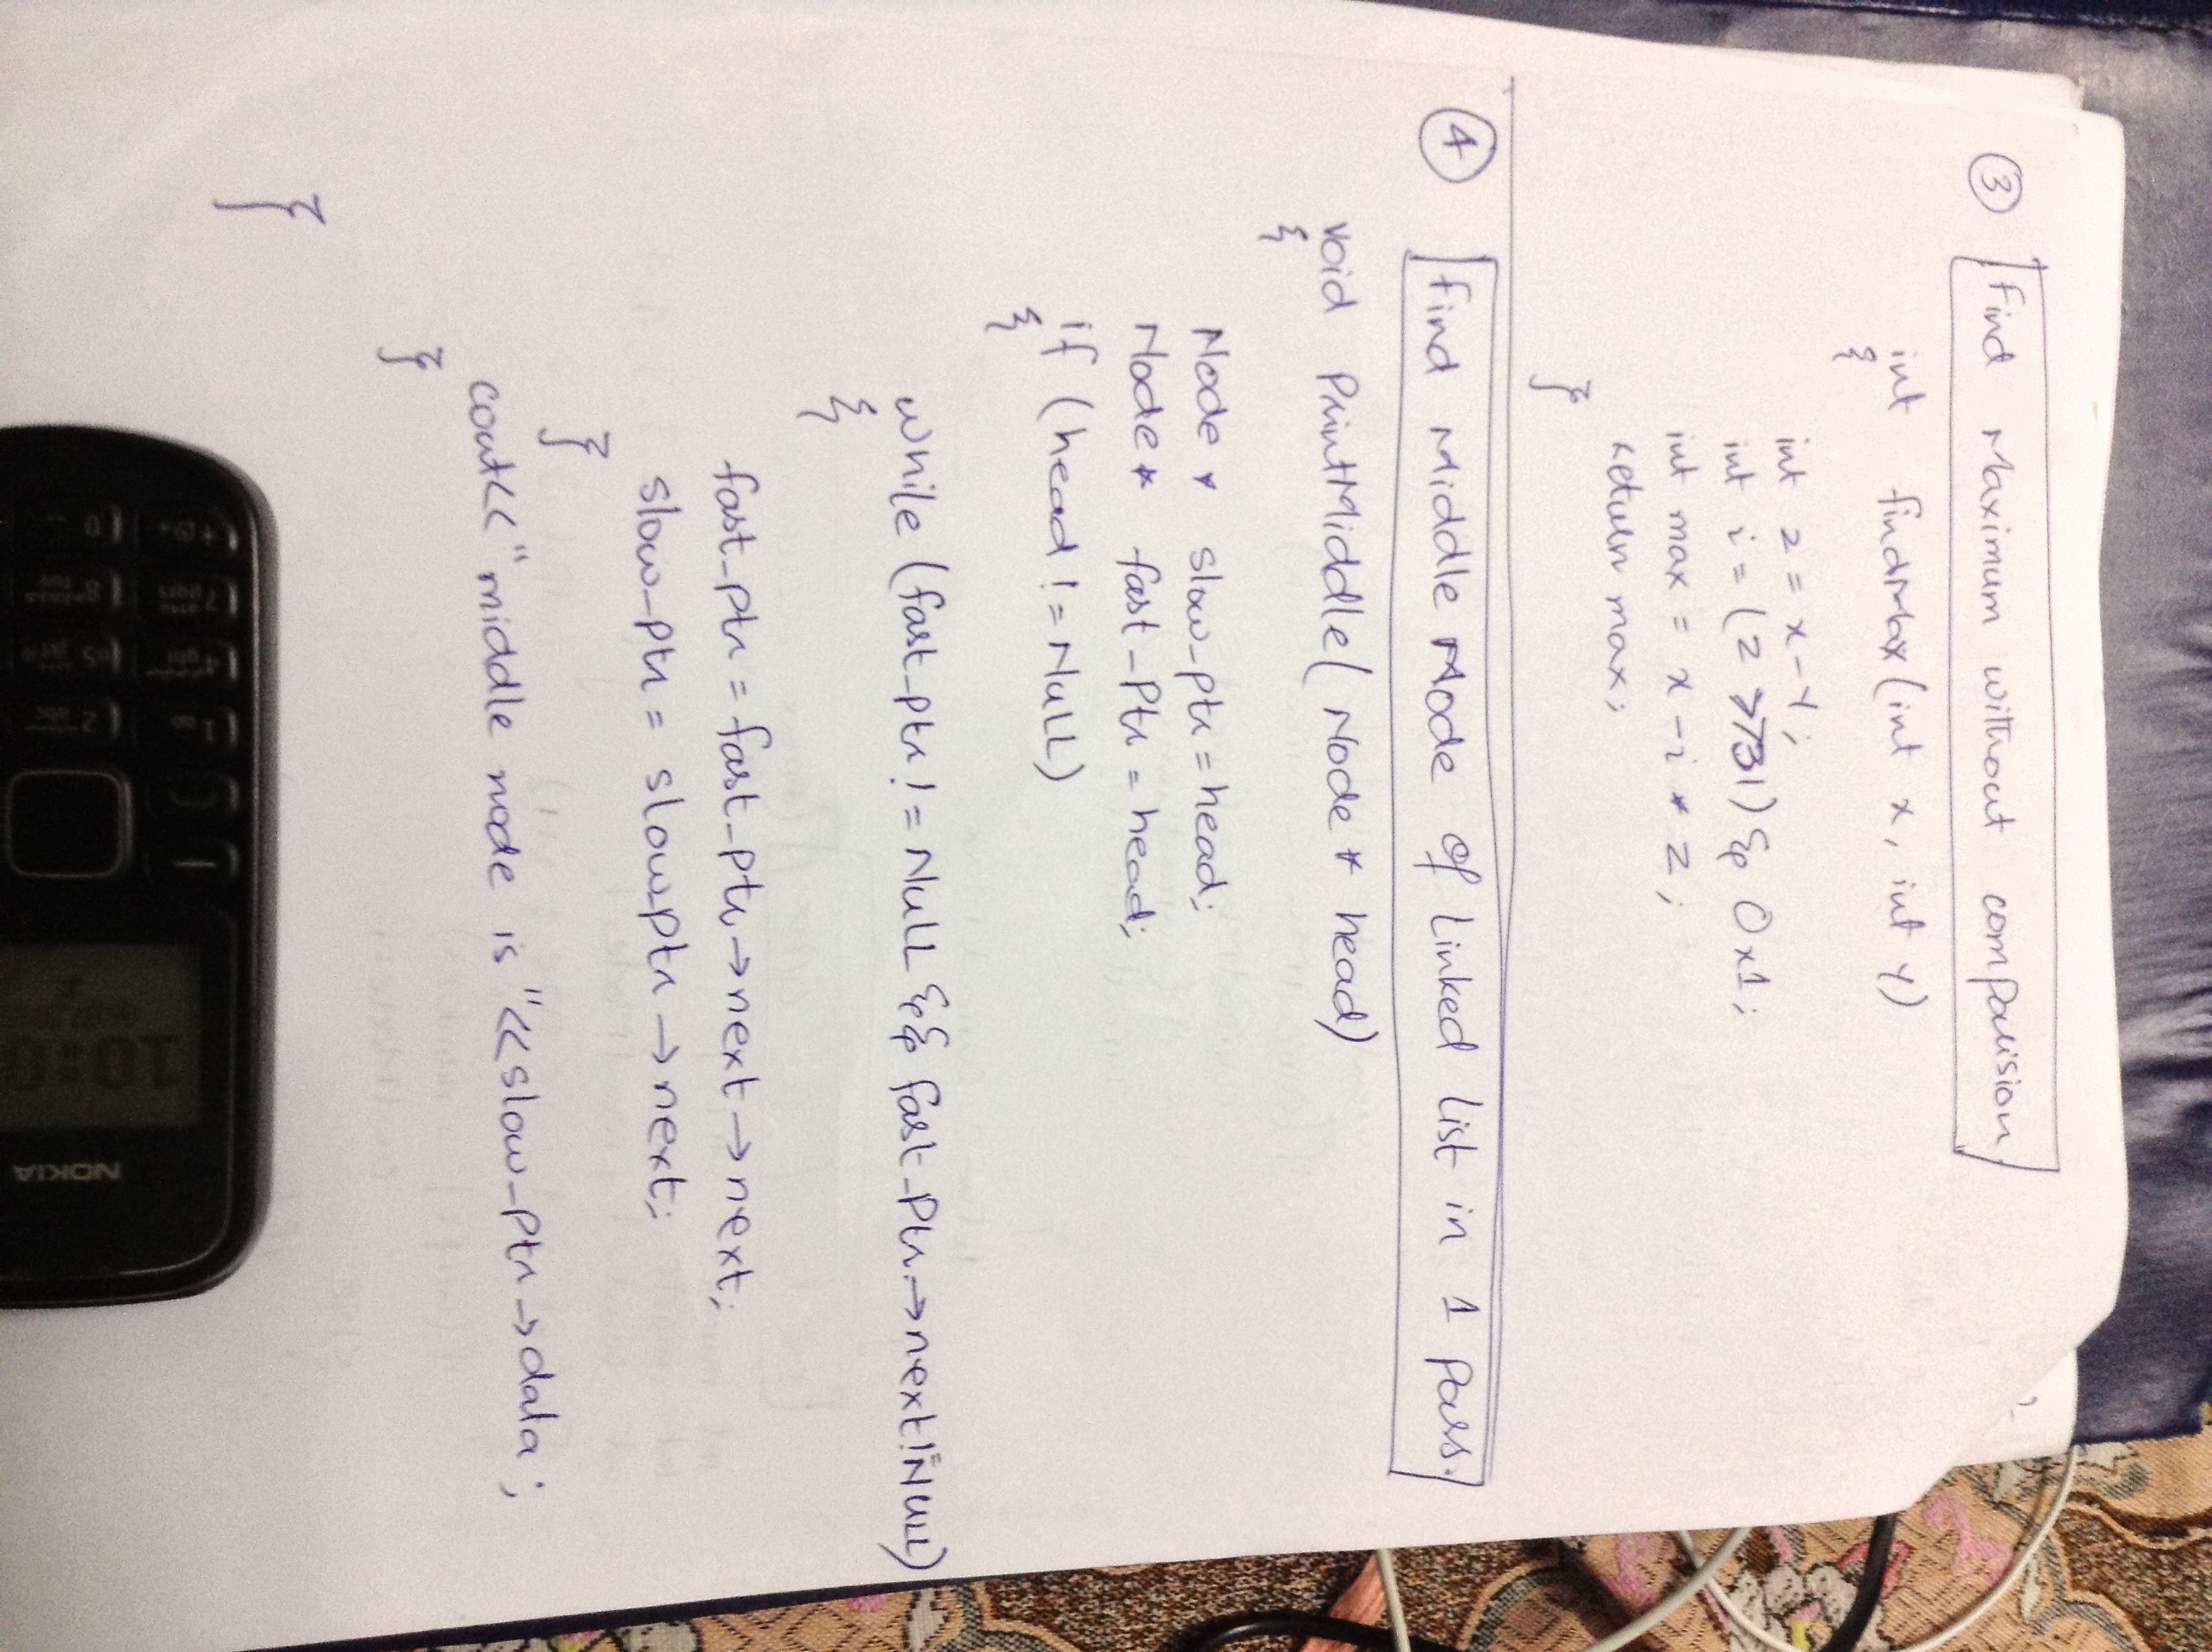 ③ Find Maximum without comparision.
int findMax(int x, int y)
{
int z = x-y;
int i = (z >>31) & 0x1;
int max = x - i * z;
return max;
}
④ Find Middle Node of Linked List in 1 pass.
void PrintMiddle( Node * head)
{
Node * slow_ptr = head;
Node * fast_Ptr = head;
if (head != NULL)
{
while (fast_ptr != NULL && fast_Ptr->next!=NULL)
{
fast_ptr = fast_ptr->next->next;
slow_ptr = slowptr->next;
}
cout<<"middle node is "<<slow_ptr->data ;
}
}
NOKIA